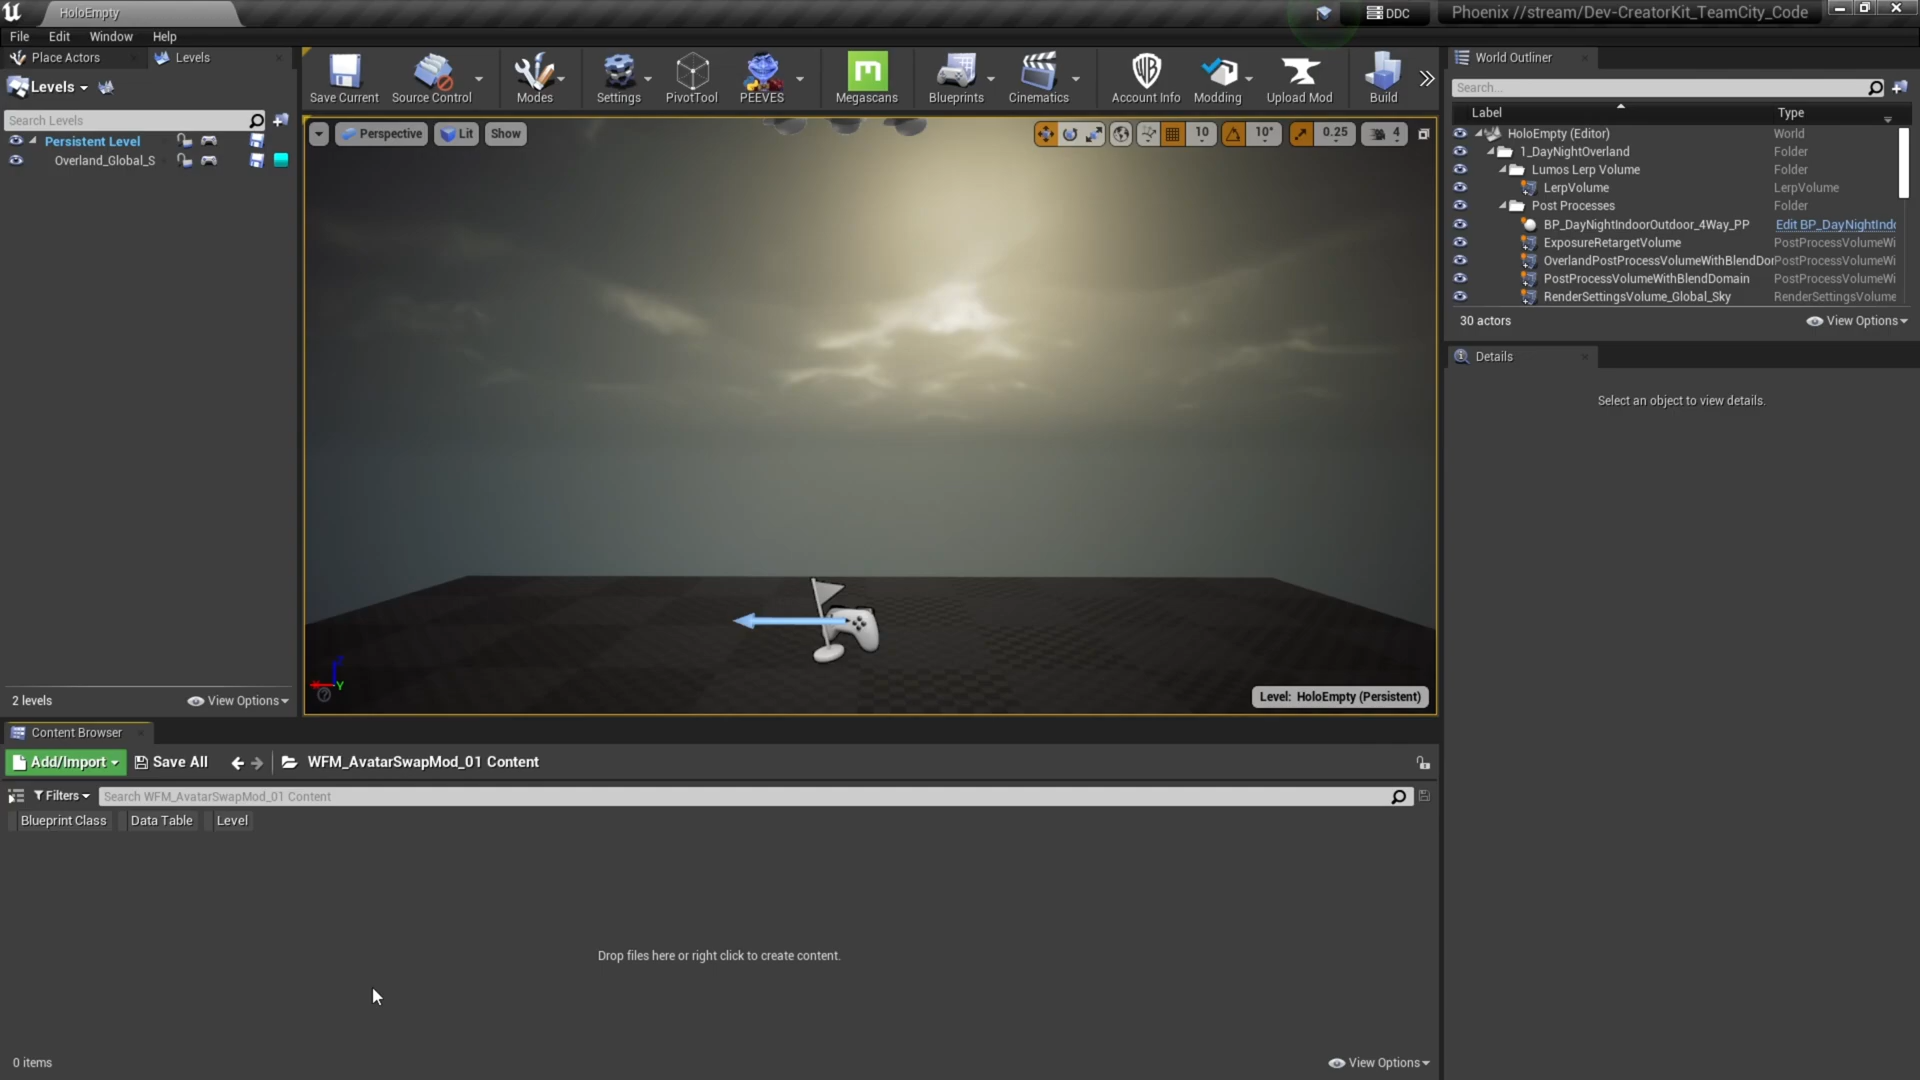 HoloEmpty
DDC
Phoenix //stream/Dev-CreatorKit_TeamCity_Code
File Edit Window Help
Place Actors
Levels
Levels
Search Levels
Persistent Level
Overland_Global_S
2 levels
View Options
Save Current
Source Control
Modes
Settings
PivotTool
PEEVES
Megascans
Blueprints
Cinematics
Account Info
Modding
Upload Mod
Build
Perspective
Lit
Show
10
10°
0.25
4
Level: HoloEmpty (Persistent)
World Outliner
Search...
Label Type
HoloEmpty (Editor) World
1_DayNightOverland Folder
Lumos Lerp Volume Folder
LerpVolume LerpVolume
Post Processes Folder
BP_DayNightIndoorOutdoor_4Way_PP Edit BP_DayNightInd
ExposureRetargetVolume PostProcessVolumeWi
OverlandPostProcessVolumeWithBlendDor PostProcessVolumeWi
PostProcessVolumeWithBlendDomain PostProcessVolumeWi
RenderSettingsVolume_Global_Sky RenderSettingsVolume
30 actors
View Options
Details
Select an object to view details.
Content Browser
Add/Import
Save All
WFM_AvatarSwapMod_01 Content
Filters
Search WFM_AvatarSwapMod_01 Content
Blueprint Class
Data Table
Level
Drop files here or right click to create content.
0 items
View Options